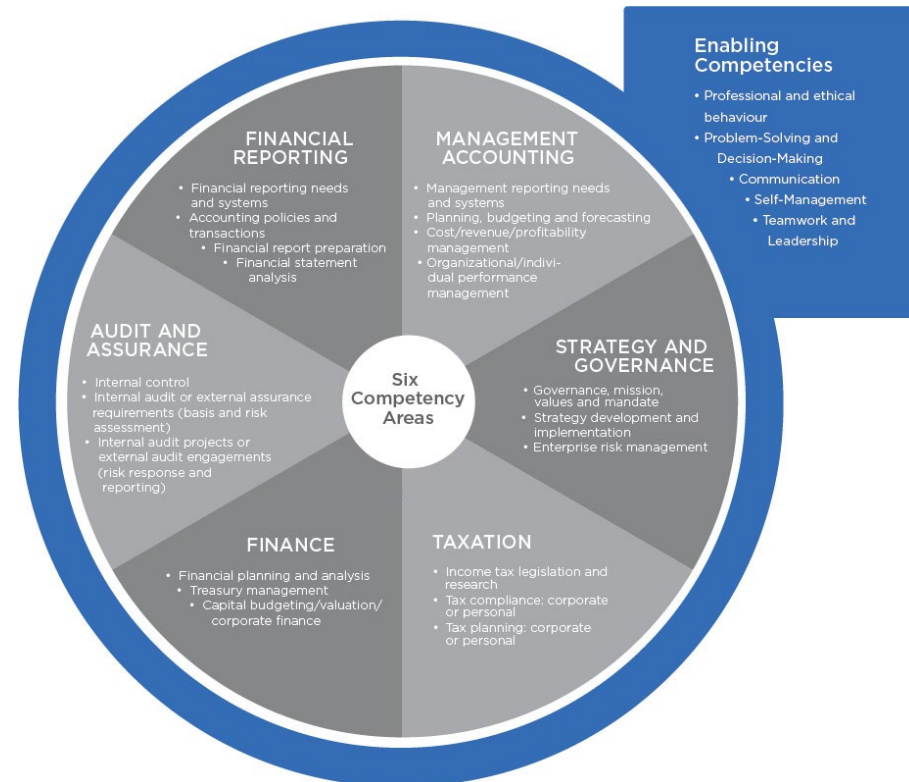 Enabling
Competencies
• Professional and ethical
behaviour
• Problem-Solving and
Decision-Making
• Communication
• Self-Management
• Teamwork and
Leadership
FINANCIAL
REPORTING
• Financial reporting needs
and systems
• Accounting policies and
transactions
• Financial report preparation
• Financial statement
analysis
MANAGEMENT
ACCOUNTING
• Management reporting needs
and systems
• Planning, budgeting and forecasting
• Cost/revenue/profitability
management
• Organizational/indivi-
dual performance
management
AUDIT AND
ASSURANCE
• Internal control
• Internal audit or external assurance
requirements (basis and risk
assessment)
• Internal audit projects or
external audit engagements
(risk response and
reporting)
Six
Competency
Areas
STRATEGY AND
GOVERNANCE
• Governance, mission,
values and mandate
• Strategy development and
implementation
• Enterprise risk management
FINANCE
• Financial planning and analysis
• Treasury management
• Capital budgeting/valuation/
corporate finance
TAXATION
• Income tax legislation and
research
• Tax compliance: corporate
or personal
• Tax planning: corporate
or personal